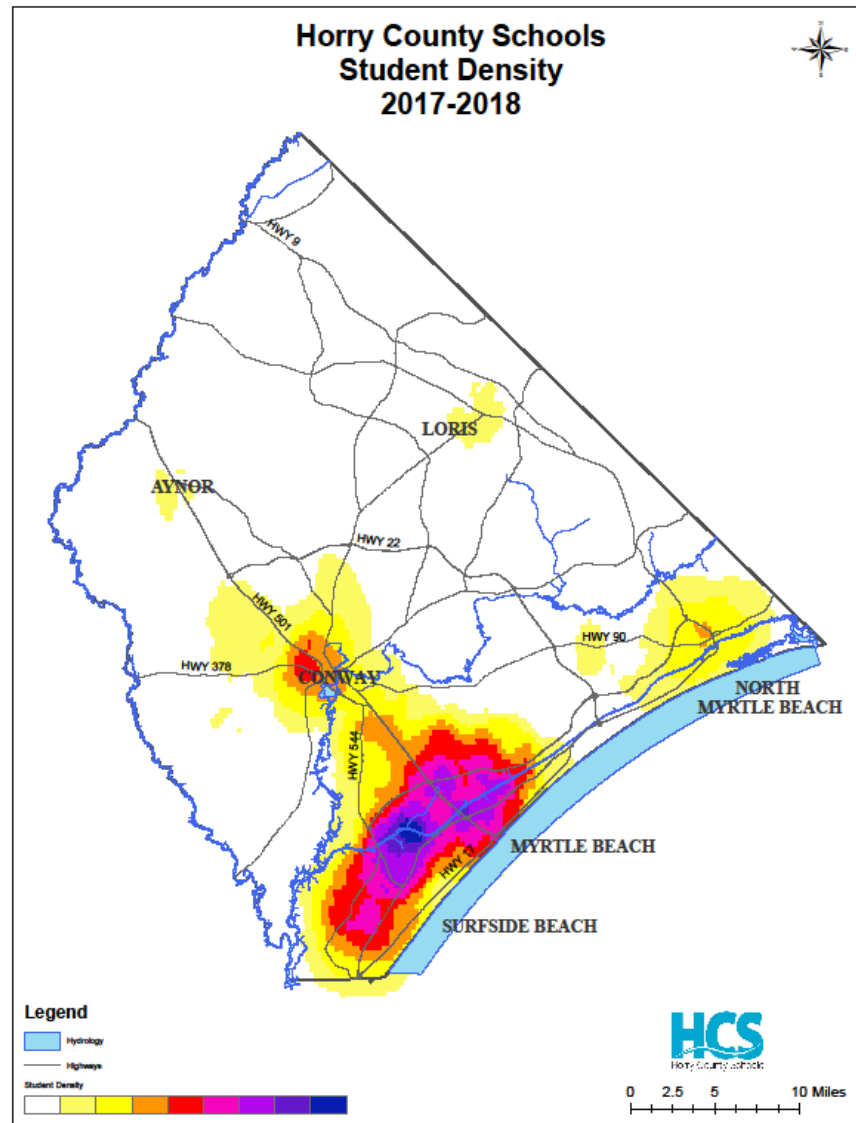 Horry County Schools
Student Density
2017-2018
HWY 9
LORIS
AYNOR
HWY 22
HWY 501
HWY 90
HWY 378
CONWAY
NORTH
MYRTLE BEACH
HWY 544
MYRTLE BEACH
HWY 17
SURFSIDE BEACH
Legend
Hydrology
Highways
Student Density
HCS
Horry County Schools
0 2.5 5 10 Miles